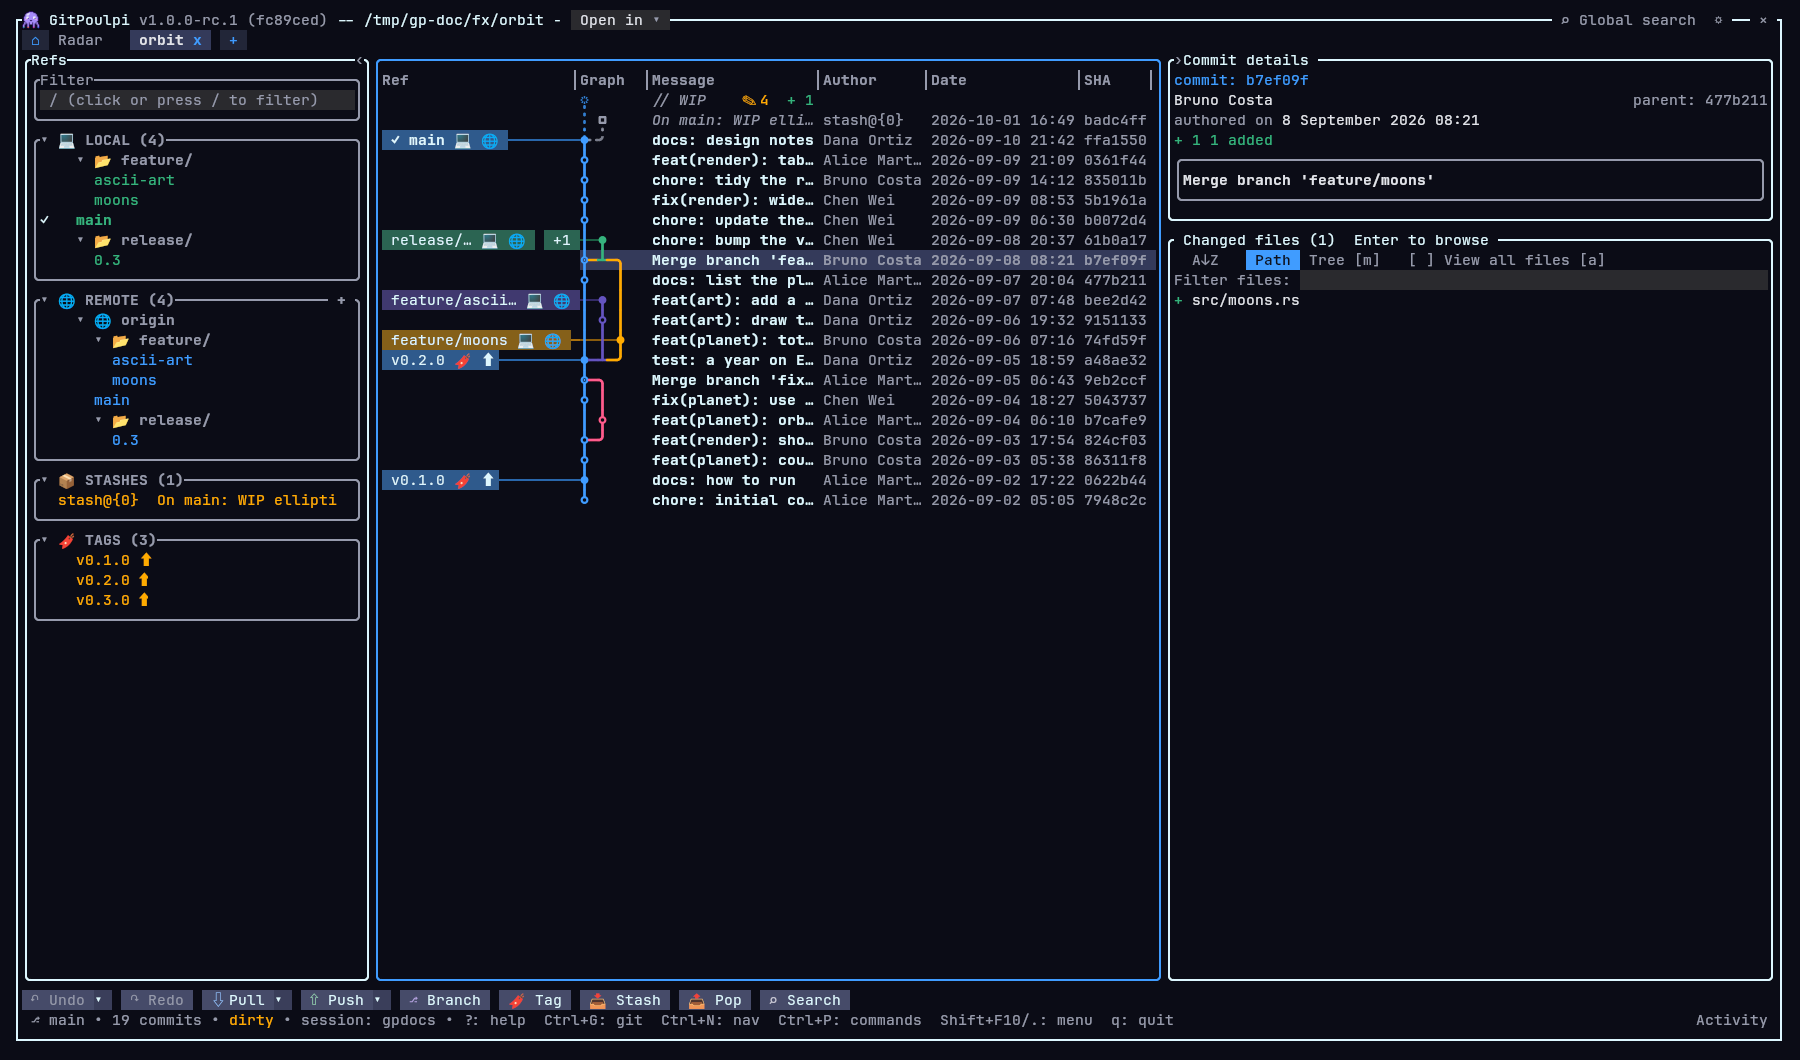 GitPoulpi v1.0.0-rc.1 (fc89ced) -- /tmp/gp-doc/fx/orbit - Open in ▾ ⌕ Global search ⚙ ×
⌂ Radar orbit x +
Refs
Filter
/ (click or press / to filter)
LOCAL (4)
feature/
ascii-art
moons
✓ main
release/
0.3
REMOTE (4) +
origin
feature/
ascii-art
moons
main
release/
0.3
STASHES (1)
stash@{0} On main: WIP ellipti
TAGS (3)
v0.1.0 ⬆
v0.2.0 ⬆
v0.3.0 ⬆
Ref Graph Message Author Date SHA
// WIP ✎ 4 + 1
On main: WIP elli… stash@{0} 2026-10-01 16:49 badc4ff
✓ main docs: design notes Dana Ortiz 2026-09-10 21:42 ffa1550
feat(render): tab… Alice Mart… 2026-09-09 21:09 0361f44
chore: tidy the r… Bruno Costa 2026-09-09 14:12 835011b
fix(render): wide… Chen Wei 2026-09-09 08:53 5b1961a
chore: update the… Chen Wei 2026-09-09 06:30 b0072d4
release/… +1 chore: bump the v… Chen Wei 2026-09-08 20:37 61b0a17
Merge branch 'fea… Bruno Costa 2026-09-08 08:21 b7ef09f
docs: list the pl… Alice Mart… 2026-09-07 20:04 477b211
feature/ascii… feat(art): add a … Dana Ortiz 2026-09-07 07:48 bee2d42
feat(art): draw t… Dana Ortiz 2026-09-06 19:32 9151133
feature/moons feat(planet): tot… Bruno Costa 2026-09-06 07:16 74fd59f
v0.2.0 ⬆ test: a year on E… Dana Ortiz 2026-09-05 18:59 a48ae32
Merge branch 'fix… Alice Mart… 2026-09-05 06:43 9eb2ccf
fix(planet): use … Chen Wei 2026-09-04 18:27 5043737
feat(planet): orb… Alice Mart… 2026-09-04 06:10 b7cafe9
feat(render): sho… Bruno Costa 2026-09-03 17:54 824cf03
feat(planet): cou… Bruno Costa 2026-09-03 05:38 86311f8
v0.1.0 ⬆ docs: how to run Alice Mart… 2026-09-02 17:22 0622b44
chore: initial co… Alice Mart… 2026-09-02 05:05 7948c2c
Commit details
commit: b7ef09f
Bruno Costa parent: 477b211
authored on 8 September 2026 08:21
+ 1 1 added
Merge branch 'feature/moons'
Changed files (1) Enter to browse
A↓Z Path Tree [m] [ ] View all files [a]
Filter files:
+ src/moons.rs
↶ Undo ▾ ↷ Redo ⇩ Pull ▾ ⇧ Push ▾ ⎇ Branch Tag Stash Pop ⌕ Search
⎇ main • 19 commits • dirty • session: gpdocs • ?: help Ctrl+G: git Ctrl+N: nav Ctrl+P: commands Shift+F10/.: menu q: quit Activity